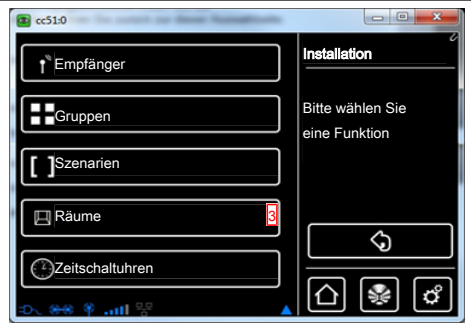 cc51:0
Empfänger
Gruppen
Szenarien
Räume
3
Zeitschaltuhren
Installation
Bitte wählen Sie
eine Funktion